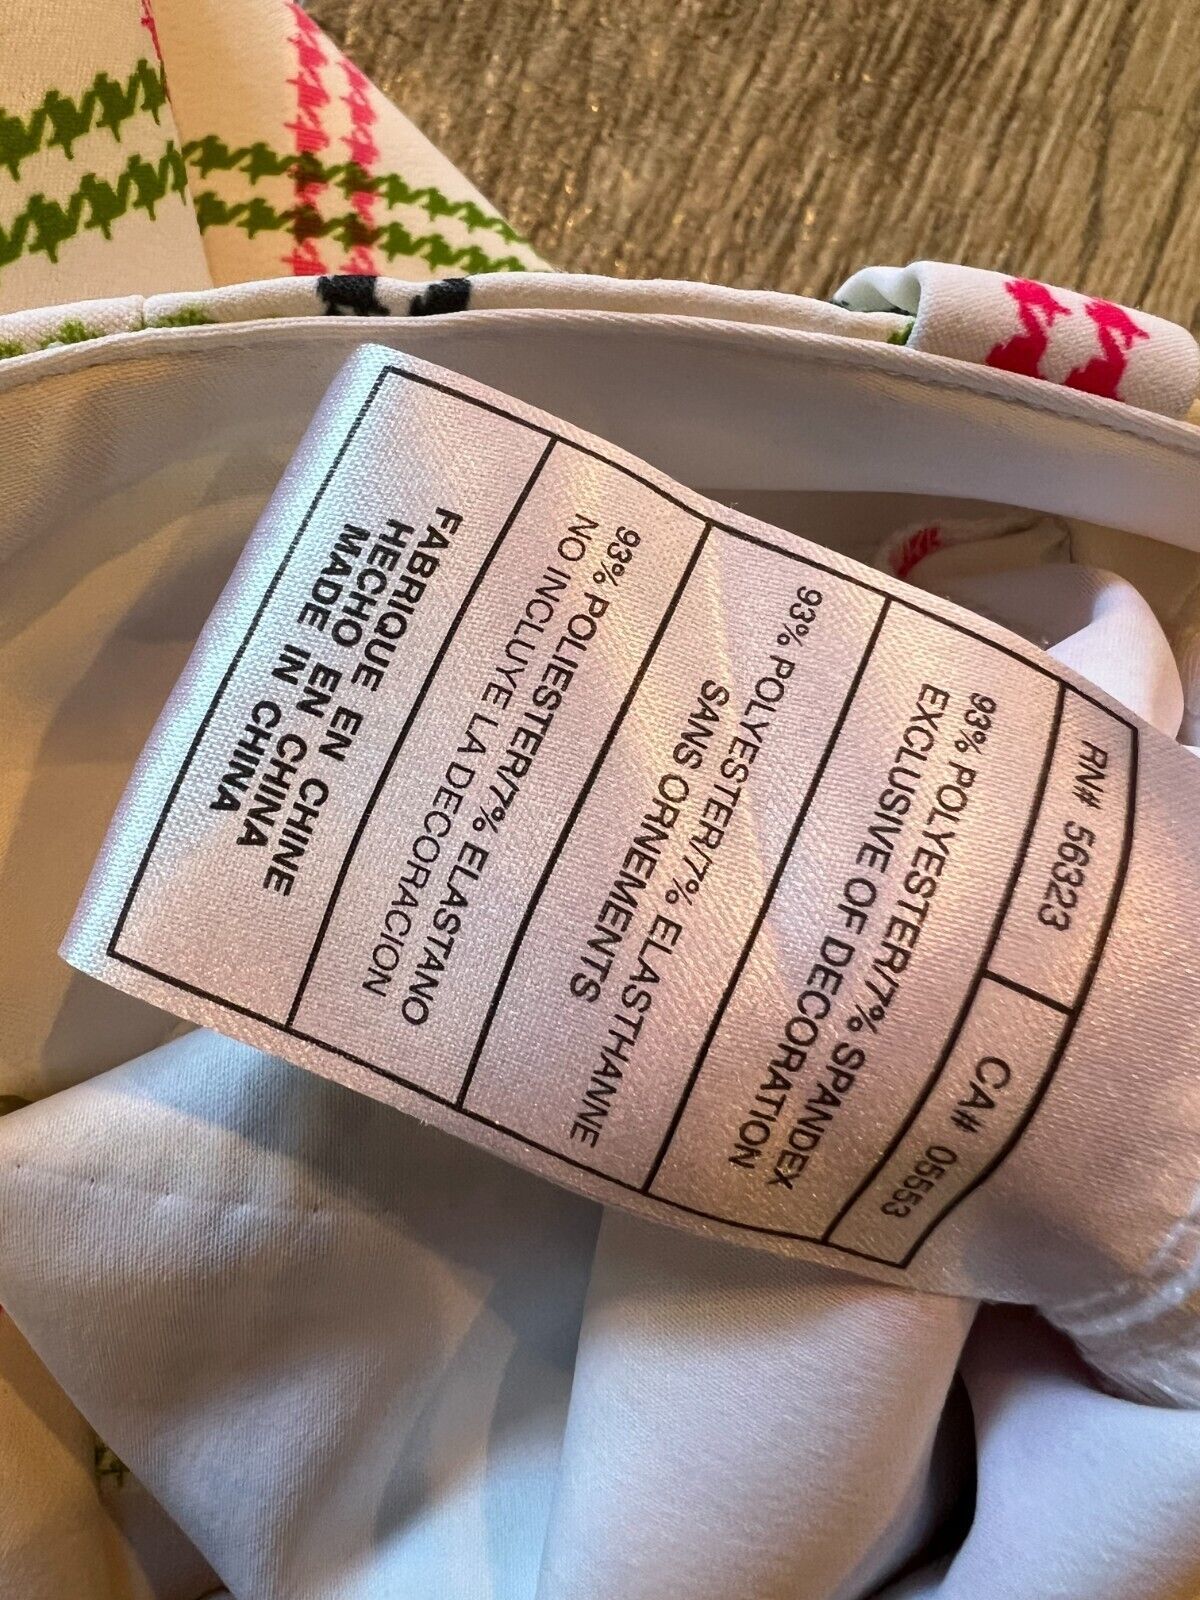 RN# 56323
CA# 05553
93% POLYESTER/7% SPANDEX
EXCLUSIVE OF DECORATION
93% POLYESTER/7% ELASTHANNE
SANS ORNEMENTS
93% POLIESTER/7% ELASTANO
NO INCLUYE LA DECORACION
FABRIQUE EN CHINE
HECHO EN CHINA
MADE IN CHINA